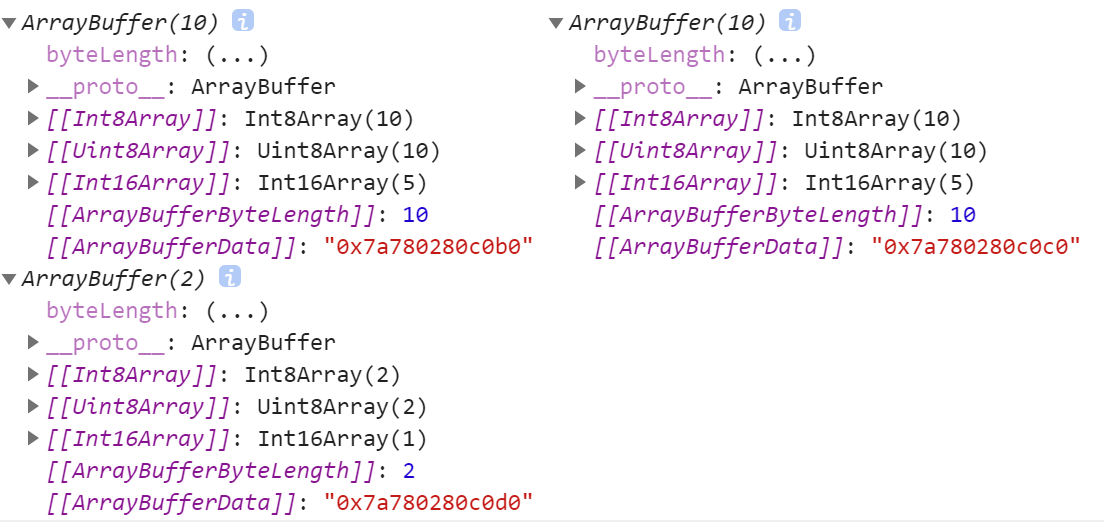 ▼ArrayBuffer(10) i
byteLength: (...)
▶__proto__: ArrayBuffer
▶[[Int8Array]]: Int8Array(10)
▶[[Uint8Array]]: Uint8Array(10)
▶[[Int16Array]]: Int16Array(5)
[[ArrayBufferByteLength]]: 10
[[ArrayBufferData]]: "0x7a780280c0b0"
▼ArrayBuffer(2) i
byteLength: (...)
▶__proto__: ArrayBuffer
▶[[Int8Array]]: Int8Array(2)
▶[[Uint8Array]]: Uint8Array(2)
▶[[Int16Array]]: Int16Array(1)
[[ArrayBufferByteLength]]: 2
[[ArrayBufferData]]: "0x7a780280c0d0"
▼ArrayBuffer(10) i
byteLength: (...)
▶__proto__: ArrayBuffer
▶[[Int8Array]]: Int8Array(10)
▶[[Uint8Array]]: Uint8Array(10)
▶[[Int16Array]]: Int16Array(5)
[[ArrayBufferByteLength]]: 10
[[ArrayBufferData]]: "0x7a780280c0c0"